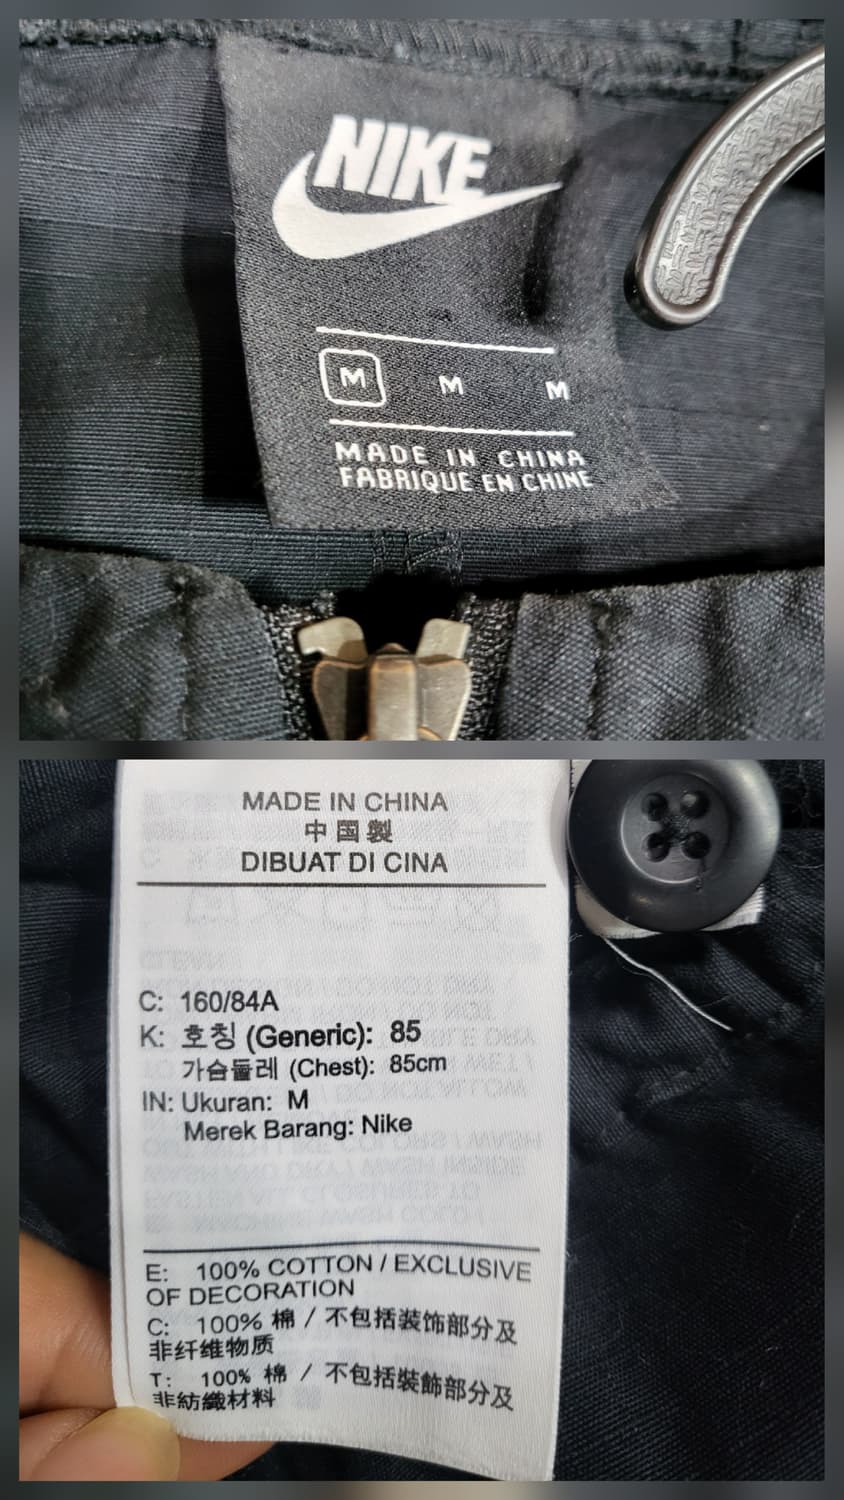 NIKE
M M M
MADE IN CHINA
FABRIQUE EN CHINE
MADE IN CHINA
中国製
DIBUAT DI CINA
C: 160/84A
K: 호칭 (Generic): 85
가슴둘레 (Chest): 85cm
IN: Ukuran: M
Merek Barang: Nike
E: 100% COTTON / EXCLUSIVE
OF DECORATION
C: 100% 棉 / 不包括装饰部分及
非纤维物质
T: 100% 棉 / 不包括裝飾部分及
非紡織材料